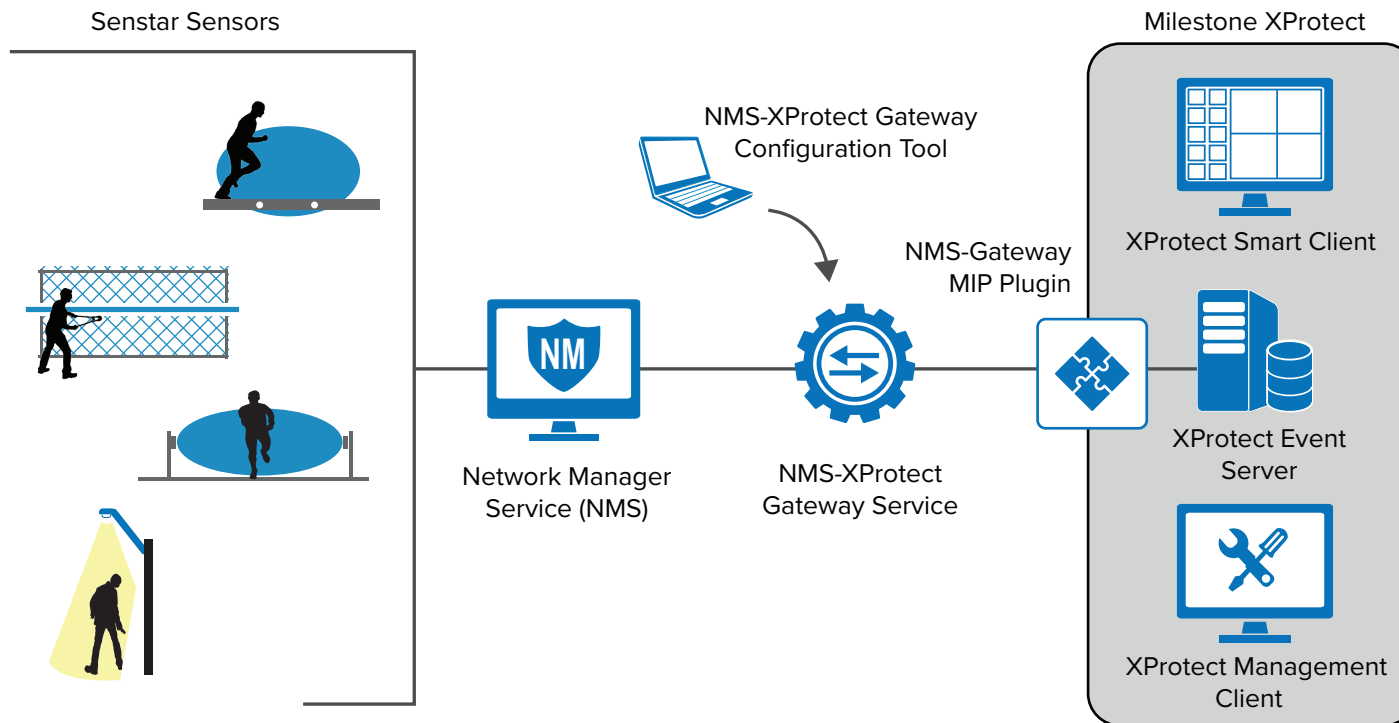 Senstar Sensors
Milestone XProtect
NMS-XProtect Gateway
Configuration Tool
XProtect Smart Client
NMS-Gateway
MIP Plugin
NM
Network Manager
Service (NMS)
NMS-XProtect
Gateway Service
XProtect Event
Server
XProtect Management
Client